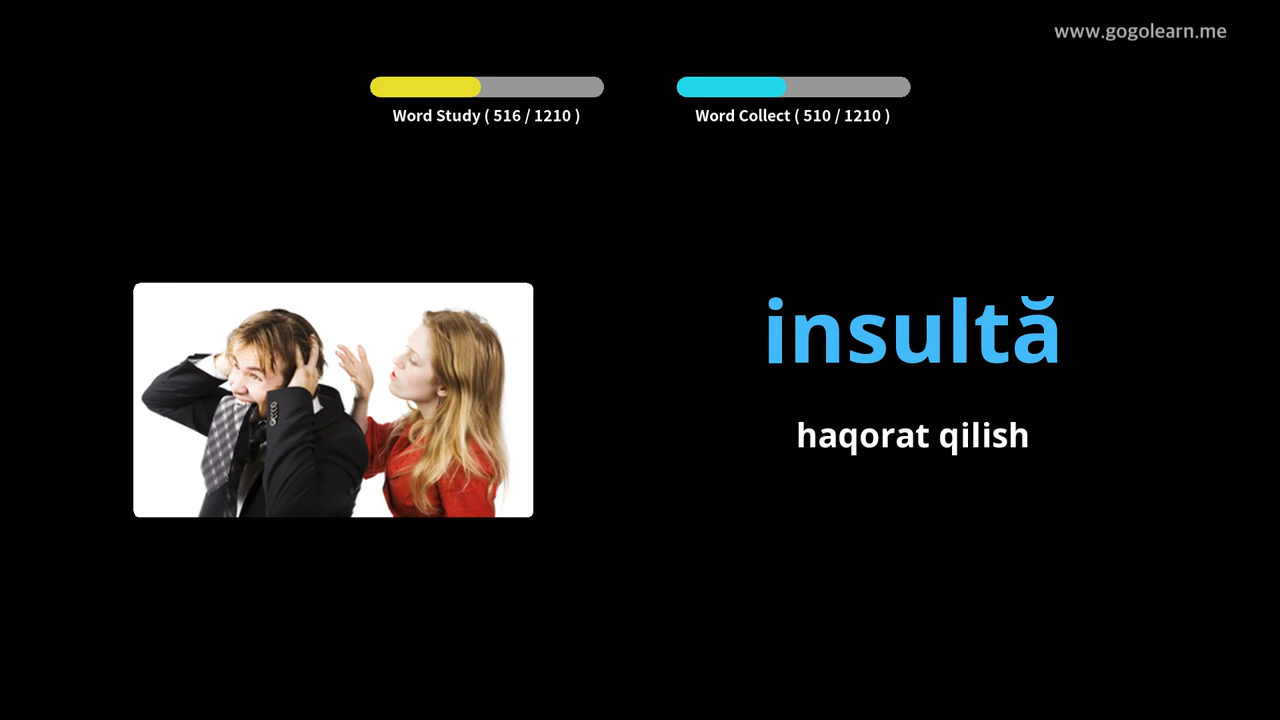 www.gogolearn.me
Word Study ( 516 / 1210 )
Word Collect ( 510 / 1210 )
insultă
haqorat qilish